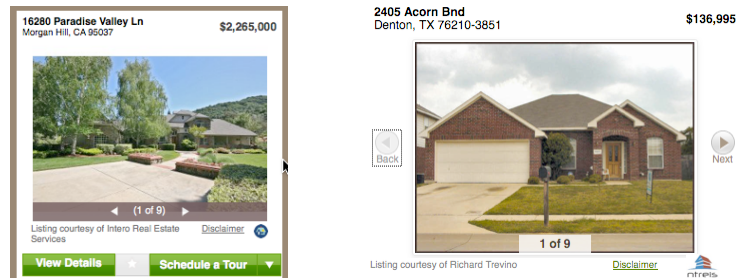 16280 Paradise Valley Ln
Morgan Hill, CA 95037
$2,265,000
(1 of 9)
Listing courtesy of Intero Real Estate
Services
Disclaimer
View Details
Schedule a Tour
2405 Acorn Bnd
Denton, TX 76210-3851
$136,995
Back
Next
1 of 9
Listing courtesy of Richard Trevino
Disclaimer
ntreis